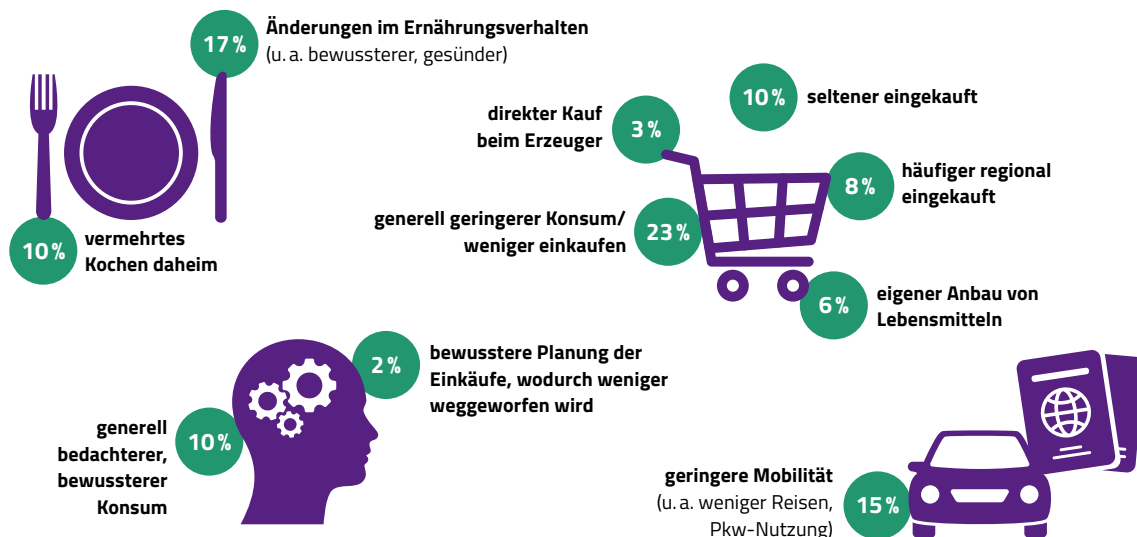 17 %
Änderungen im Ernährungsverhalten
(u. a. bewussterer, gesünder)
10 %
vermehrtes
Kochen daheim
10 %
seltener eingekauft
direkter Kauf
beim Erzeuger
3 %
8 %
häufiger regional
eingekauft
generell geringerer Konsum/
weniger einkaufen
23 %
6 %
eigener Anbau von
Lebensmitteln
2 %
bewusstere Planung der
Einkäufe, wodurch weniger
weggeworfen wird
generell
bedachterer,
bewussterer
Konsum
10 %
geringere Mobilität
(u. a. weniger Reisen,
Pkw-Nutzung)
15 %